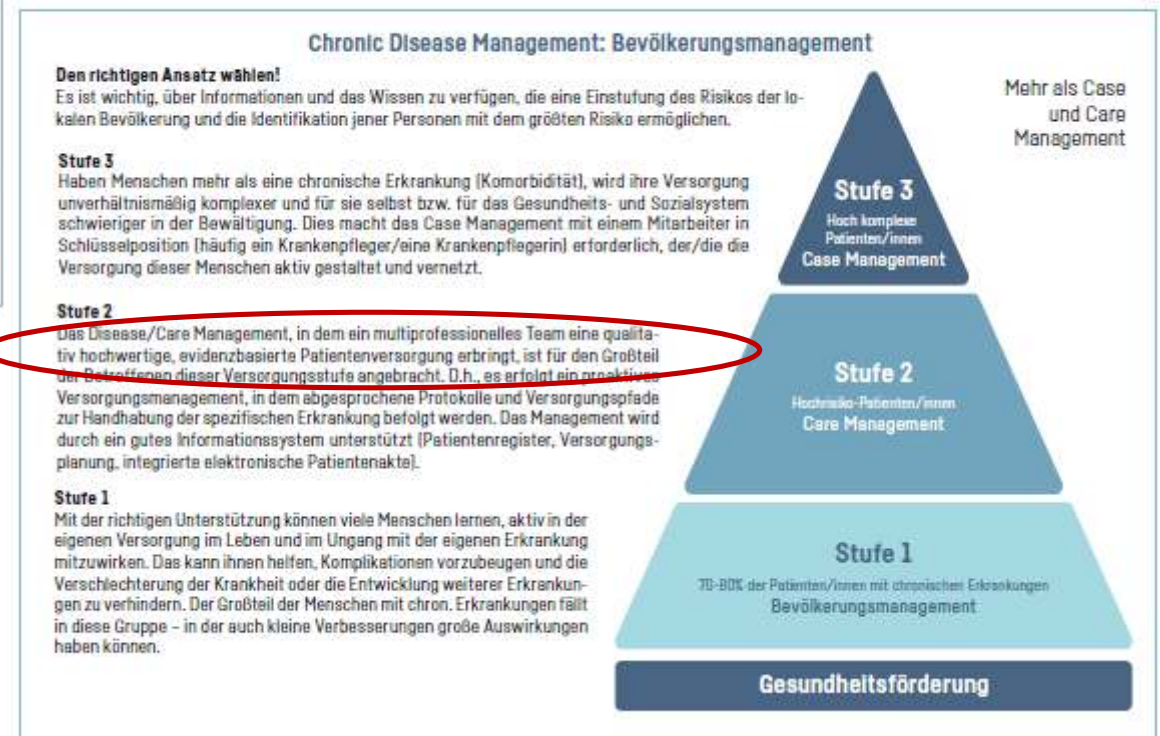 Chronic Disease Management: Bevölkerungsmanagement
Den richtigen Ansatz wählen!
Es ist wichtig, über Informationen und das Wissen zu verfügen, die eine Einstufung des Risikos der lo-
kalen Bevölkerung und die Identifikation jener Personen mit dem größten Risiko ermöglichen.
Stufe 3
Haben Menschen mehr als eine chronische Erkrankung (Komorbidität), wird ihre Versorgung
unverhältnismäßig komplexer und für sie selbst bzw. für das Gesundheits- und Sozialsystem
schwieriger in der Bewältigung. Dies macht das Case Management mit einem Mitarbeiter in
Schlüsselposition (häufig ein Krankenpfleger/eine Krankenpflegerin) erforderlich, der/die die
Versorgung dieser Menschen aktiv gestaltet und vernetzt.
Stufe 2
Das Disease/Care Management, in dem ein multiprofessionelles Team eine qualita-
tiv hochwertige, evidenzbasierte Patientenversorgung erbringt, ist für den Großteil
der Betroffenen dieser Versorgungsstufe angebracht. D.h., es erfolgt ein proaktives
Versorgungsmanagement, in dem abgesprochene Protokolle und Versorgungspfade
zur Handhabung der spezifischen Erkrankung befolgt werden. Das Management wird
durch ein gutes Informationssystem unterstützt (Patientenregister, Versorgungs-
planung, integrierte elektronische Patientenakte).
Stufe 1
Mit der richtigen Unterstützung können viele Menschen lernen, aktiv in der
eigenen Versorgung im Leben und im Ungang mit der eigenen Erkrankung
mitzuwirken. Das kann ihnen helfen, Komplikationen vorzubeugen und die
Verschlechterung der Krankheit oder die Entwicklung weiterer Erkrankun-
gen zu verhindern. Der Großteil der Menschen mit chron. Erkrankungen fällt
in diese Gruppe – in der auch kleine Verbesserungen große Auswirkungen
haben können.
Mehr als Case
und Care
Management
Stufe 3
Hoch komplexe
Patienten/innen
Case Management
Stufe 2
Hochrisiko-Patienten/innen
Care Management
Stufe 1
70-80% der Patienten/innen mit chronischen Erkrankungen
Bevölkerungsmanagement
Gesundheitsförderung